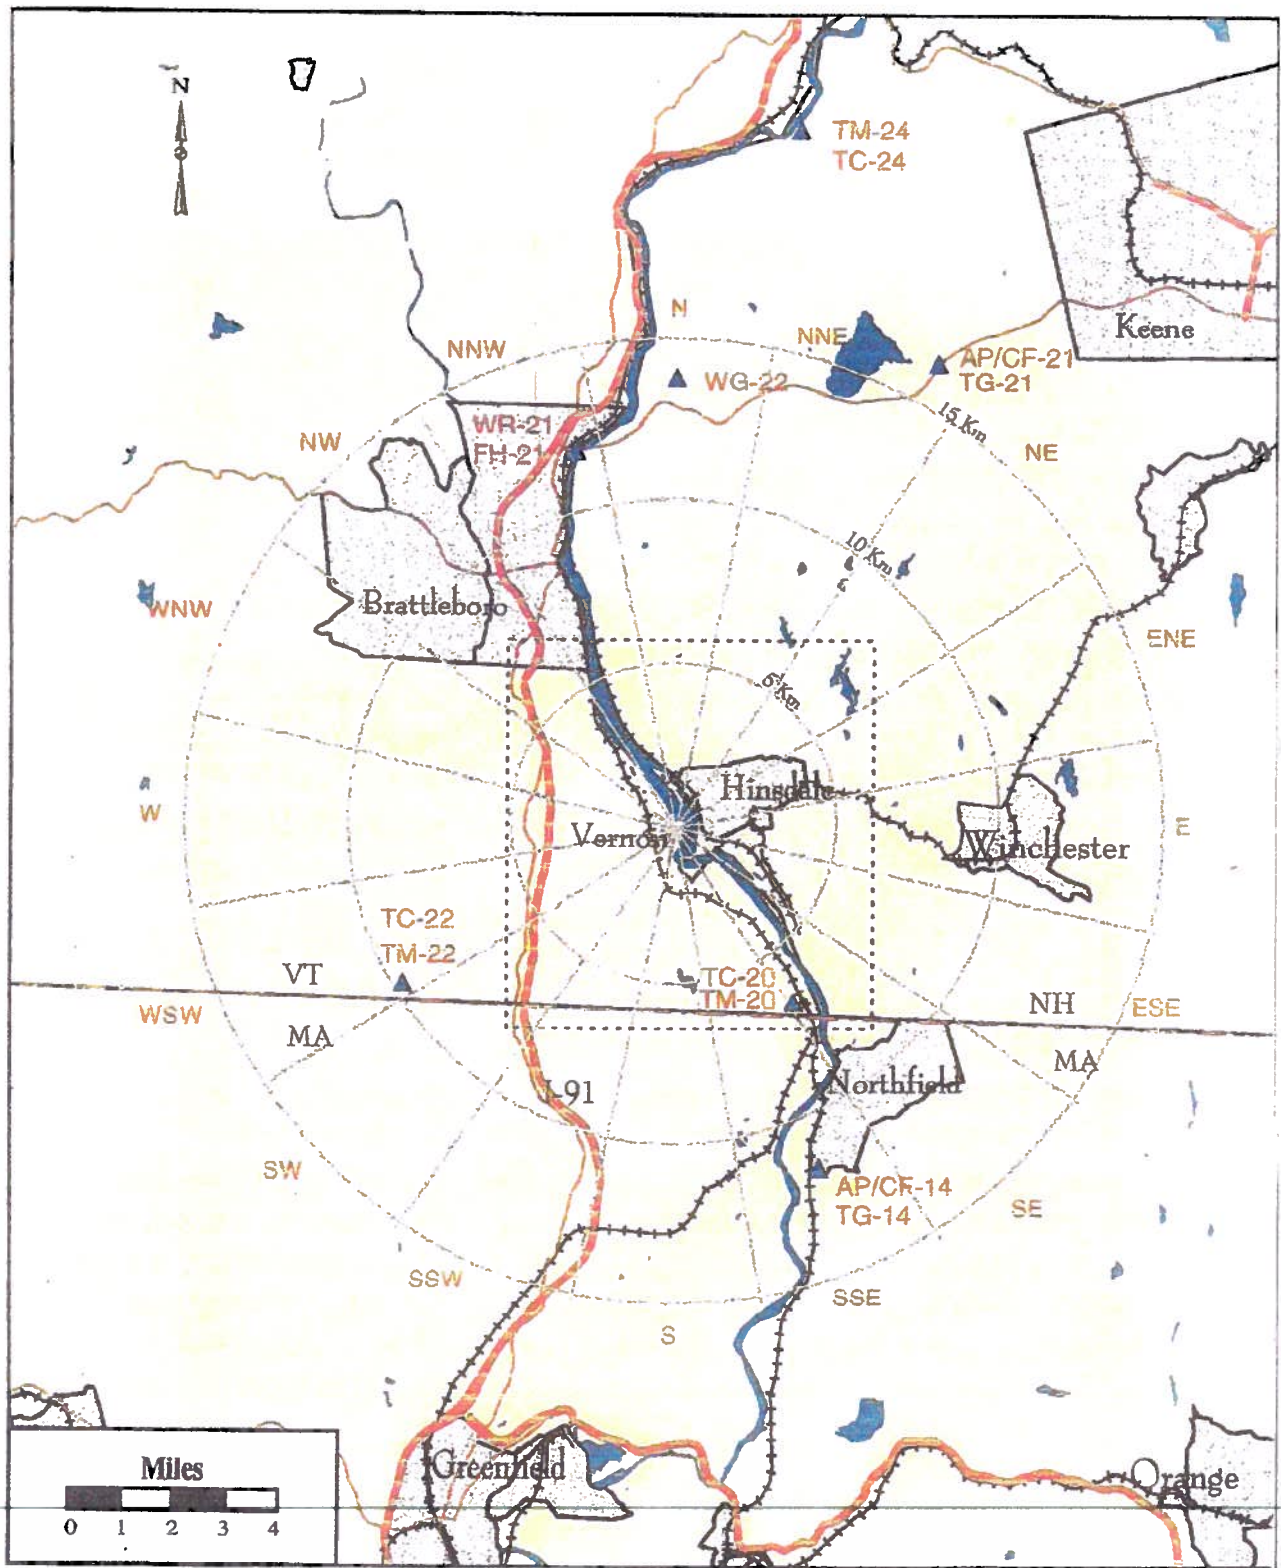 N
TM-24
TC-24
Keene
N
NNE
NNW
AP/CF-21
TG-21
WG-22
15 Km
WR-21
FH-21
NW
NE
10 Km
WNW
Brattleboro
ENE
5 Km
Hinsdale
W
E
Vernon
Winchester
TC-22
TM-22
VT
TC-20
TM-20
NH
WSW
ESE
MA
MA
I-91
Northfield
SW
AP/CF-14
TG-14
SE
SSW
SSE
S
Miles
0 1 2 3 4
Greenfield
Orange